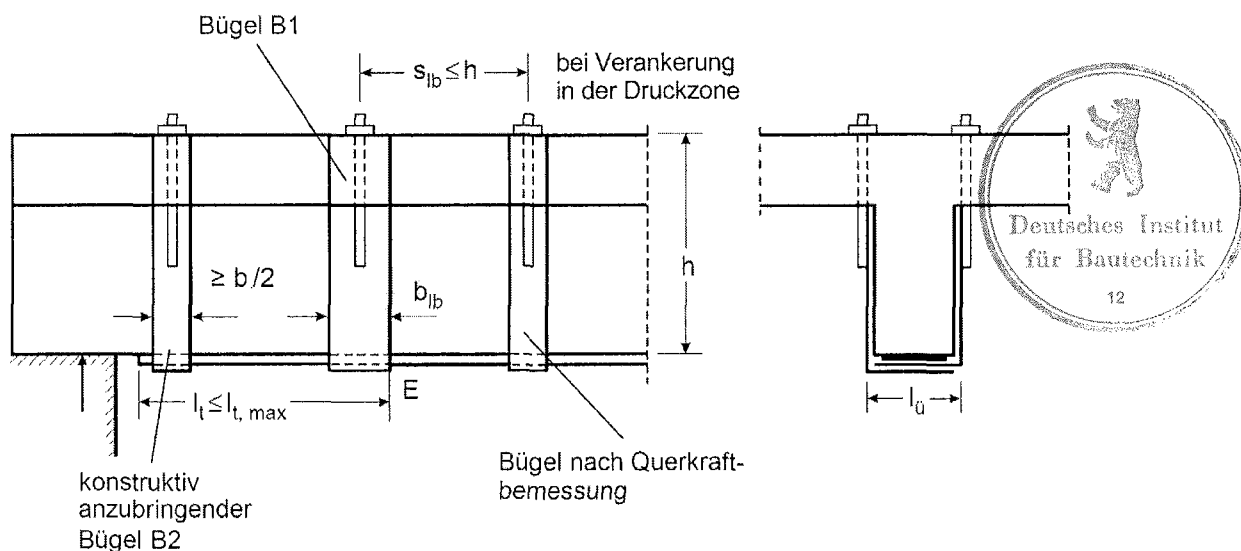 Bügel B1
s_lb ≤ h
bei Verankerung
in der Druckzone
≥ b/2
b_lb
h
l_t ≤ l_t, max
E
konstruktiv
anzubringender
Bügel B2
Bügel nach Querkraft-
bemessung
l_ü
Deutsches Institut
für Bautechnik
12